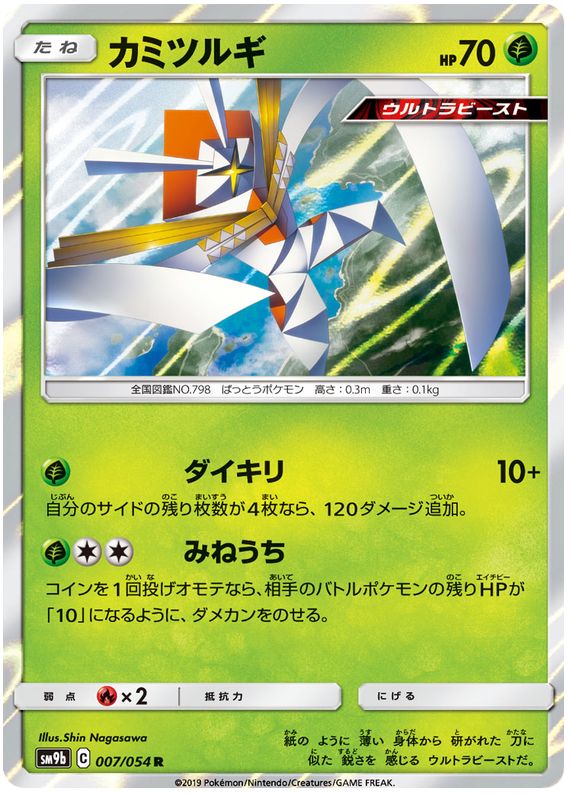 たね カミツルギ HP70
ウルトラビースト
全国図鑑NO.798 ばっとうポケモン 高さ:0.3m 重さ:0.1kg
ダイキリ 10+
自分のサイドの残り枚数が4枚なら、120ダメージ追加。
みねうち
コインを1回投げオモテなら、相手のバトルポケモンの残りHPが
「10」になるように、ダメカンをのせる。
弱点 ×2 抵抗力 にげる
Illus.Shin Nagasawa
紙のように 薄い 身体から 研がれた 刀に
似た 鋭さを 感じる ウルトラビーストだ。
sm9b C 007/054 R
©2019 Pokémon/Nintendo/Creatures/GAME FREAK.